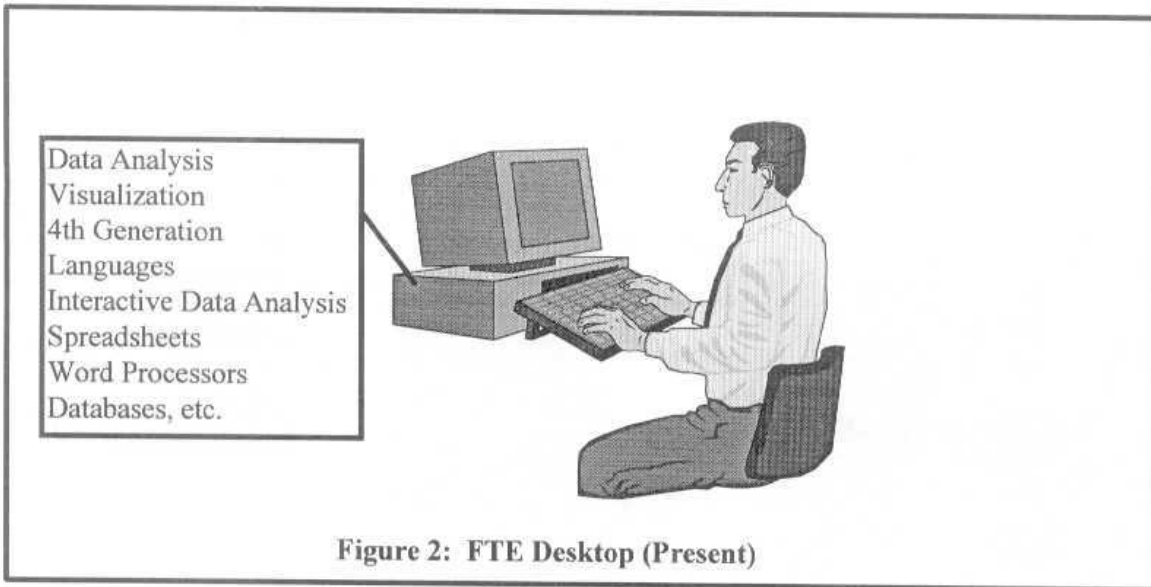 Data Analysis
Visualization
4th Generation
Languages
Interactive Data Analysis
Spreadsheets
Word Processors
Databases, etc.
Figure 2: FTE Desktop (Present)